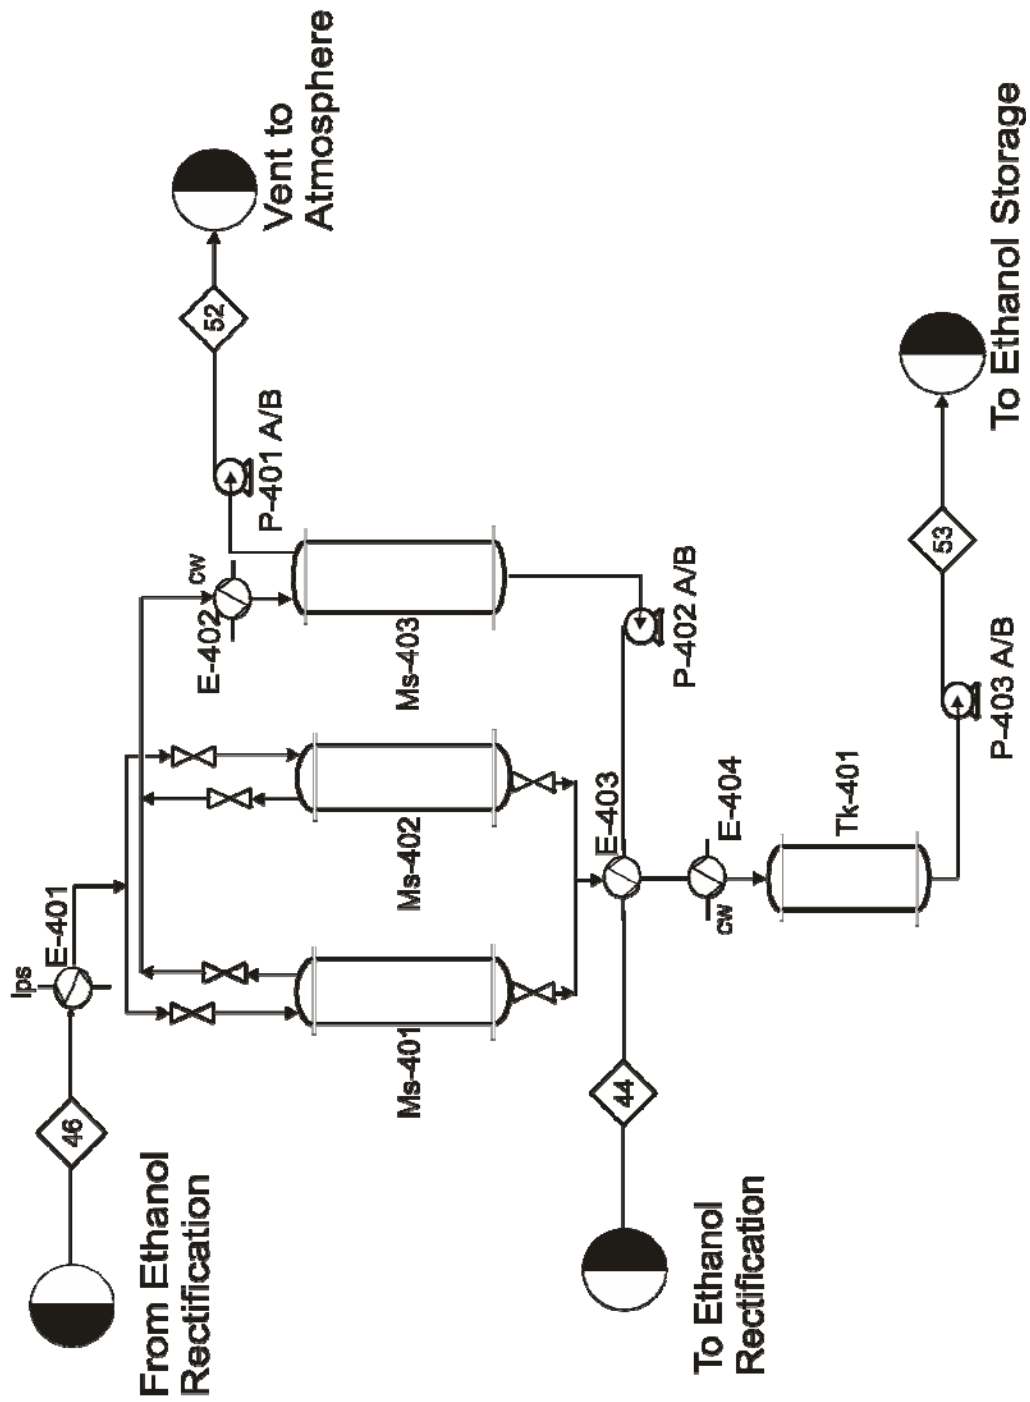 From Ethanol
Rectification
46
lps
E-401
Ms-401
Ms-402
E-402
cw
Ms-403
P-401 A/B
52
Vent to
Atmosphere
To Ethanol
Rectification
44
E-403
P-402 A/B
cw
E-404
Tk-401
P-403 A/B
53
To Ethanol Storage